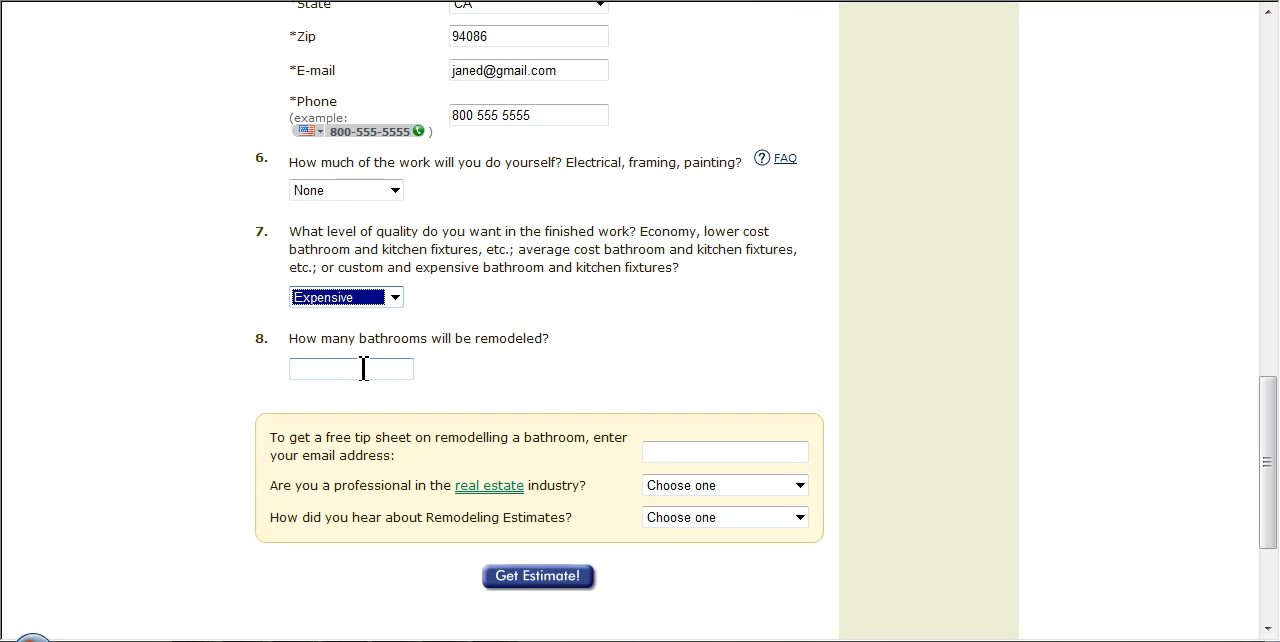 *State
CA
*Zip
94086
*E-mail
janed@gmail.com
*Phone
(example:
800-555-5555 )
800 555 5555
6. How much of the work will you do yourself? Electrical, framing, painting? ? FAQ
None
7. What level of quality do you want in the finished work? Economy, lower cost
bathroom and kitchen fixtures, etc.; average cost bathroom and kitchen fixtures,
etc.; or custom and expensive bathroom and kitchen fixtures?
Expensive
8. How many bathrooms will be remodeled?
To get a free tip sheet on remodelling a bathroom, enter
your email address:
Are you a professional in the real estate industry?
Choose one
How did you hear about Remodeling Estimates?
Choose one
Get Estimate!